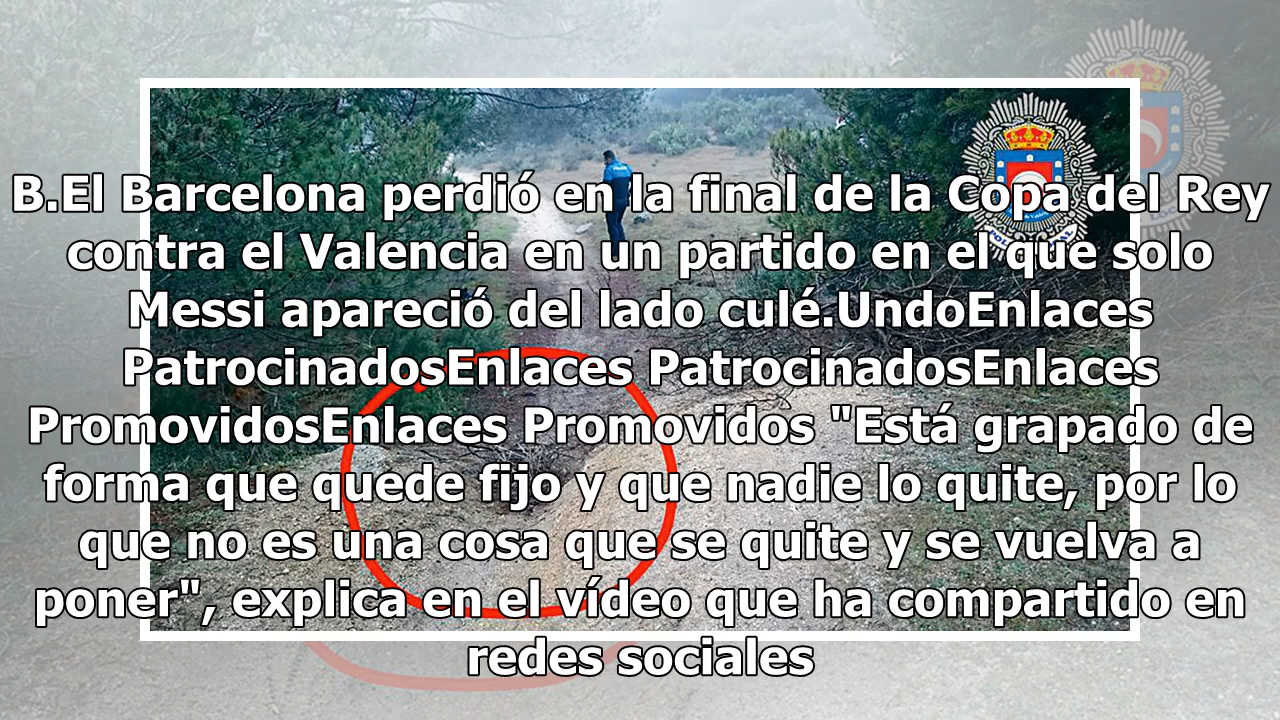 B.El Barcelona perdió en la final de la Copa del Rey
contra el Valencia en un partido en el que solo
Messi apareció del lado culé.UndoEnlaces
PatrocinadosEnlaces PatrocinadosEnlaces
PromovidosEnlaces Promovidos "Está grapado de
forma que quede fijo y que nadie lo quite, por lo
que no es una cosa que se quite y se vuelva a
poner", explica en el vídeo que ha compartido en
redes sociales